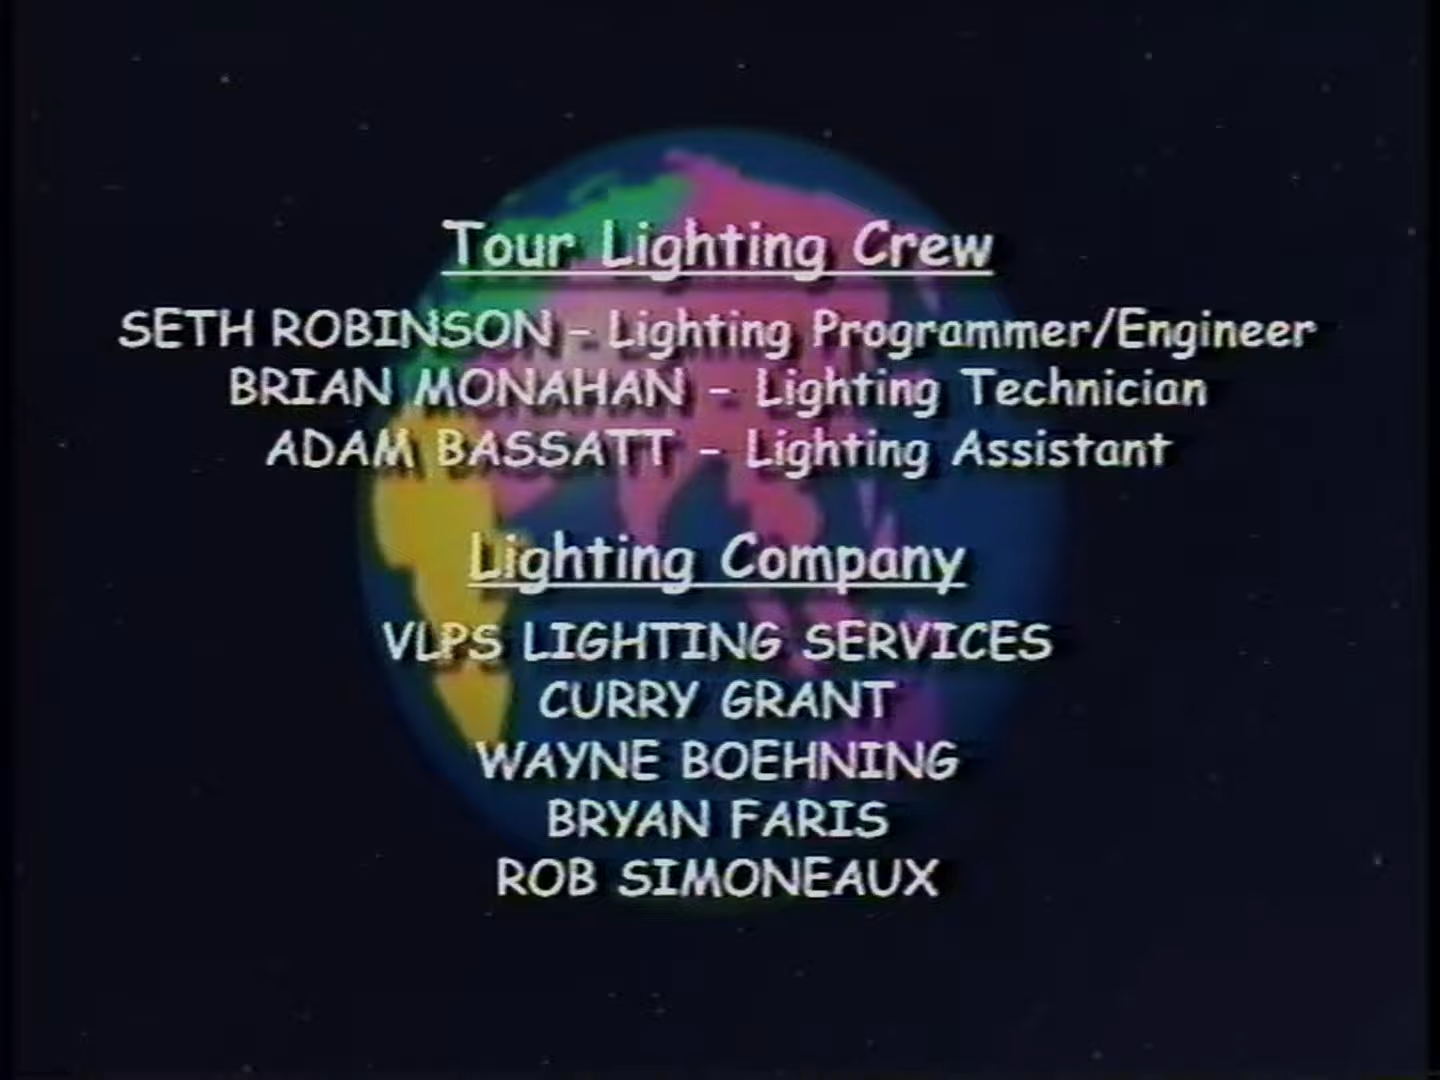 Tour Lighting Crew
SETH ROBINSON - Lighting Programmer/Engineer
BRIAN MONAHAN - Lighting Technician
ADAM BASSATT - Lighting Assistant
Lighting Company
VLPS LIGHTING SERVICES
CURRY GRANT
WAYNE BOEHNING
BRYAN FARIS
ROB SIMONEAUX